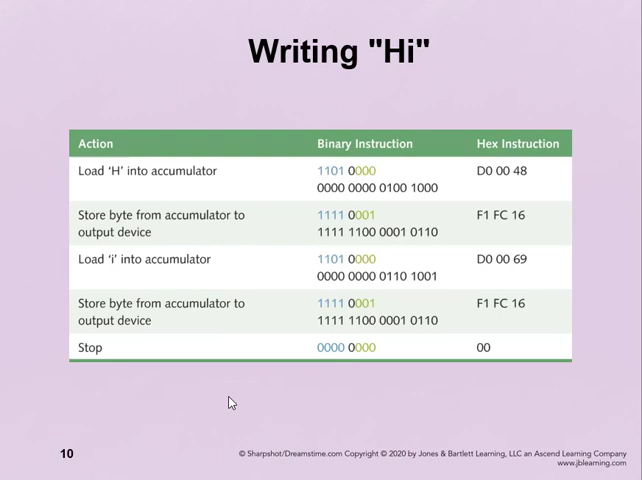 Writing "Hi"
Action Binary Instruction Hex Instruction
Load ‘H’ into accumulator 1101 0000 D0 00 48
0000 0000 0100 1000
Store byte from accumulator to 1111 0001 F1 FC 16
output device 1111 1100 0001 0110
Load ‘i’ into accumulator 1101 0000 D0 00 69
0000 0000 0110 1001
Store byte from accumulator to 1111 0001 F1 FC 16
output device 1111 1100 0001 0110
Stop 0000 0000 00
10
© Sharpshot/Dreamstime.com Copyright © 2020 by Jones & Bartlett Learning, LLC an Ascend Learning Company
www.jblearning.com